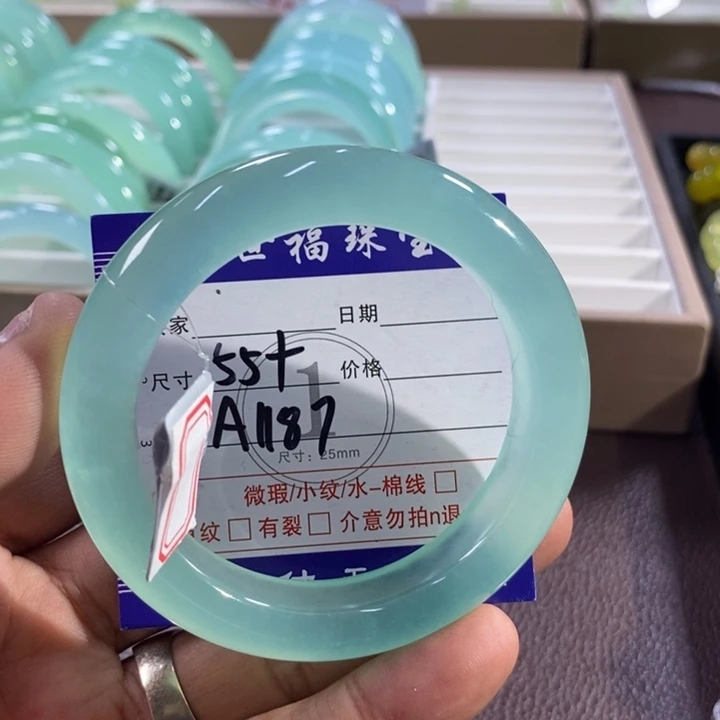 福珠宝
家
日期
尺寸
55+
价格
A1187
1
尺寸：25mm
微瑕/小纹/水-棉线□
纹□有裂□介意勿拍n退